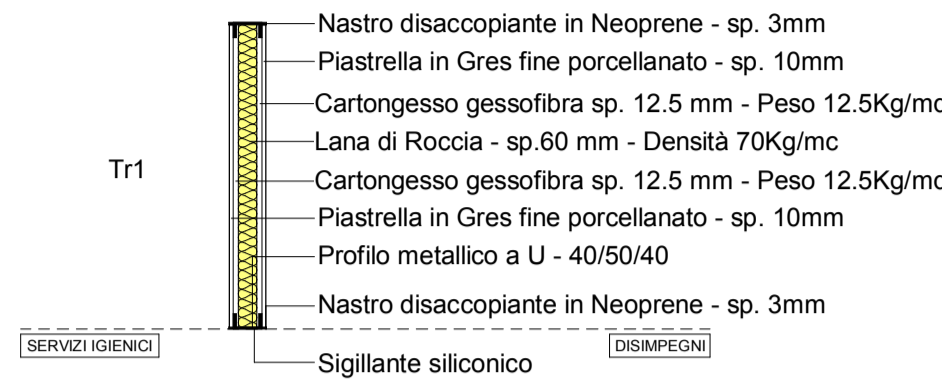 Nastro disaccopiante in Neoprene - sp. 3mm
Piastrella in Gres fine porcellanato - sp. 10mm
Cartongesso gessofibra sp. 12.5 mm - Peso 12.5Kg/mc
Lana di Roccia - sp.60 mm - Densità 70Kg/mc
Tr1
Cartongesso gessofibra sp. 12.5 mm - Peso 12.5Kg/mc
Piastrella in Gres fine porcellanato - sp. 10mm
Profilo metallico a U - 40/50/40
Nastro disaccopiante in Neoprene - sp. 3mm
SERVIZI IGIENICI
DISIMPEGNI
Sigillante siliconico